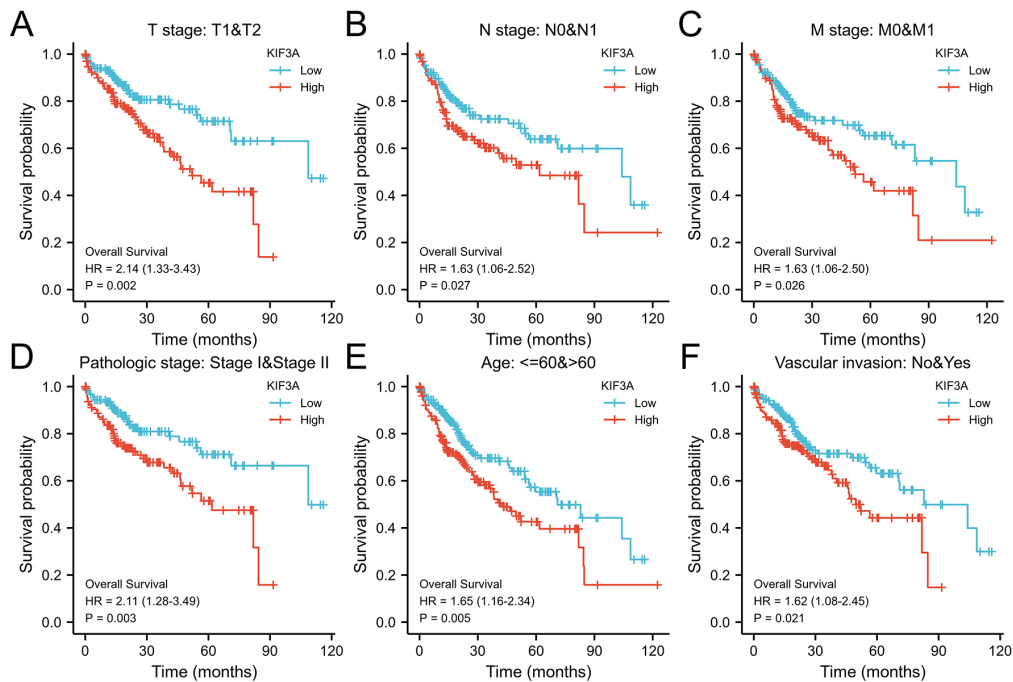 A
T stage: T1&T2
KIF3A
Low
High
Survival probability
1.0
0.8
0.6
0.4
0.2
0.0
Overall Survival
HR = 2.14 (1.33-3.43)
P = 0.002
0 30 60 90 120
Time (months)
B
N stage: N0&N1
KIF3A
Low
High
Survival probability
1.0
0.8
0.6
0.4
0.2
0.0
Overall Survival
HR = 1.63 (1.06-2.52)
P = 0.027
0 30 60 90 120
Time (months)
C
M stage: M0&M1
KIF3A
Low
High
Survival probability
1.0
0.8
0.6
0.4
0.2
0.0
Overall Survival
HR = 1.63 (1.06-2.50)
P = 0.026
0 30 60 90 120
Time (months)
D
Pathologic stage: Stage I&Stage II
KIF3A
Low
High
Survival probability
1.0
0.8
0.6
0.4
0.2
0.0
Overall Survival
HR = 2.11 (1.28-3.49)
P = 0.003
0 30 60 90 120
Time (months)
E
Age: <=60&>60
KIF3A
Low
High
Survival probability
1.0
0.8
0.6
0.4
0.2
0.0
Overall Survival
HR = 1.65 (1.16-2.34)
P = 0.005
0 30 60 90 120
Time (months)
F
Vascular invasion: No&Yes
KIF3A
Low
High
Survival probability
1.0
0.8
0.6
0.4
0.2
0.0
Overall Survival
HR = 1.62 (1.08-2.45)
P = 0.021
0 30 60 90 120
Time (months)